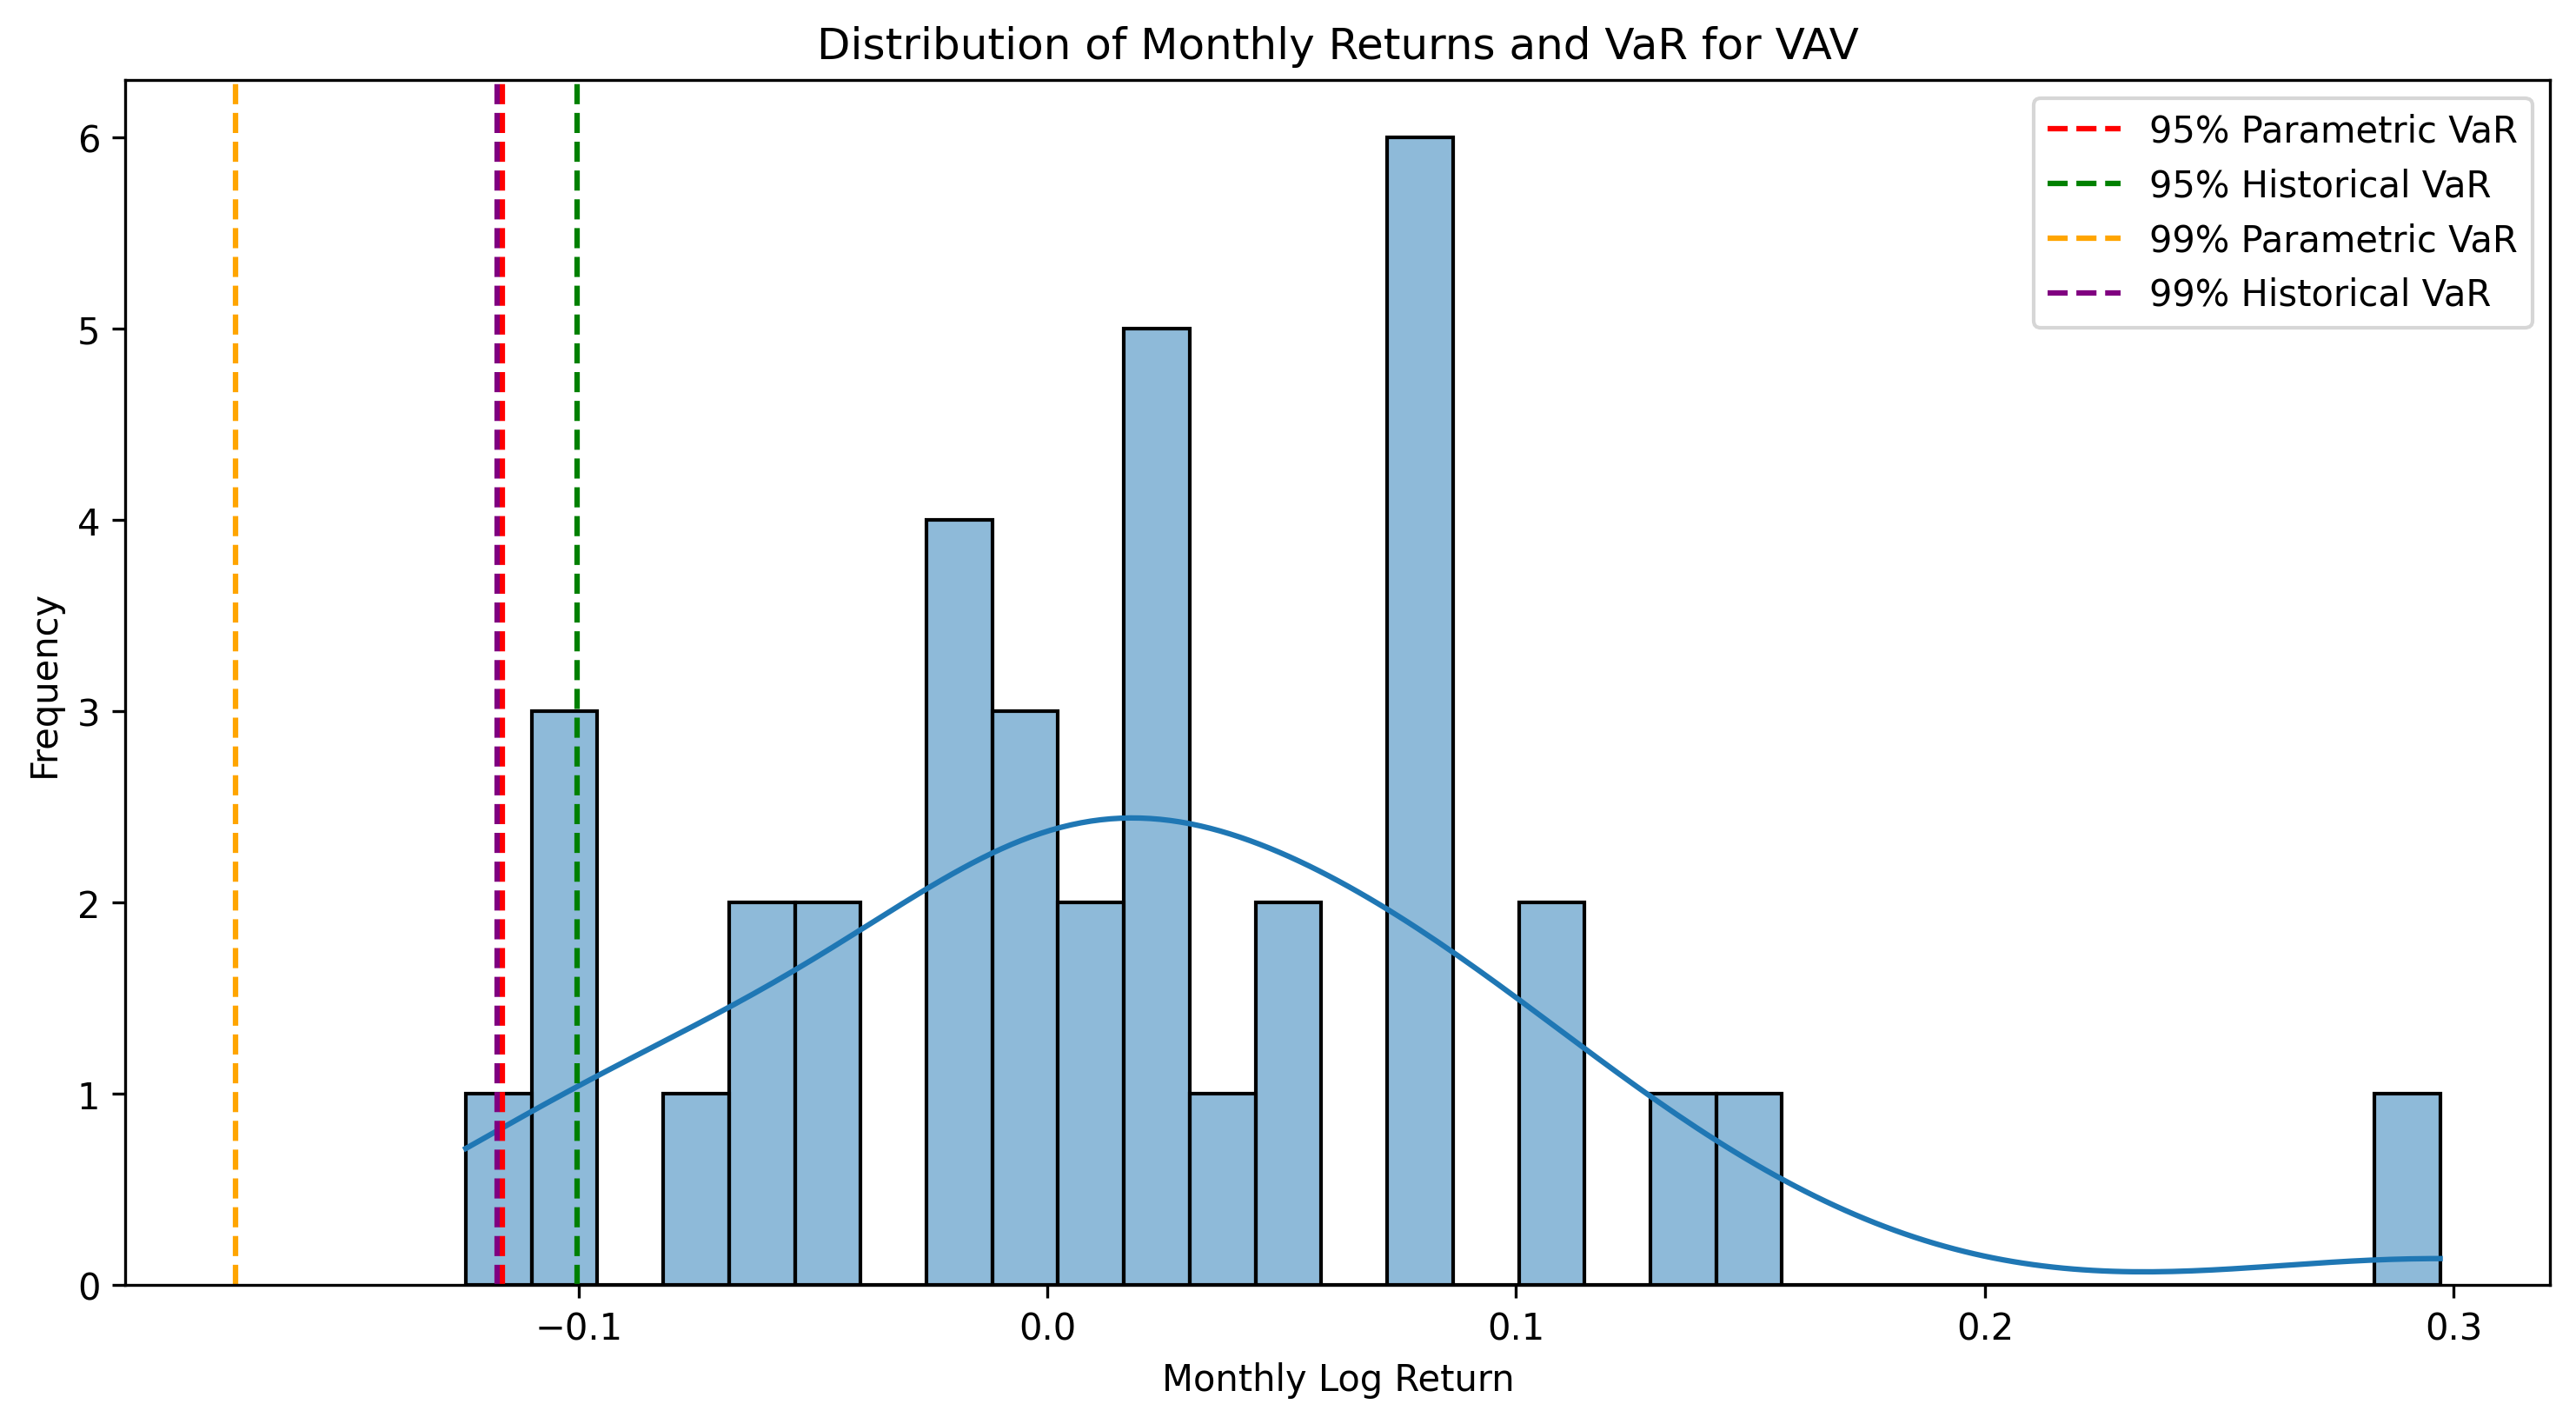 Distribution of Monthly Returns and VaR for VAV
95% Parametric VaR
95% Historical VaR
99% Parametric VaR
99% Historical VaR
6
5
4
3
2
1
0
Frequency
−0.1
0.0
0.1
0.2
0.3
Monthly Log Return